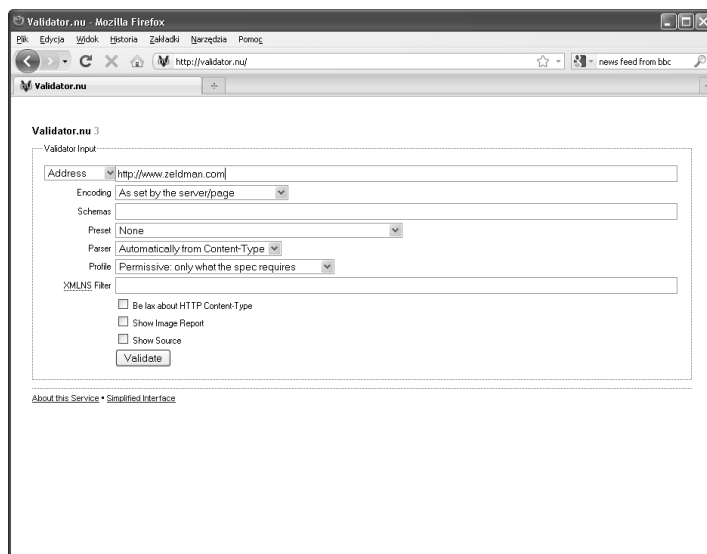 Validator.nu - Mozilla Firefox
Plik Edycja Widok Historia Zakładki Narzędzia Pomoc
http://validator.nu/ news feed from bbc
Validator.nu
Validator.nu 3
Validator Input
Address http://www.zeldman.com
Encoding As set by the server/page
Schemas
Preset None
Parser Automatically from Content-Type
Profile Permissive: only what the spec requires
XMLNS Filter
Be lax about HTTP Content-Type
Show Image Report
Show Source
Validate
About this Service • Simplified Interface